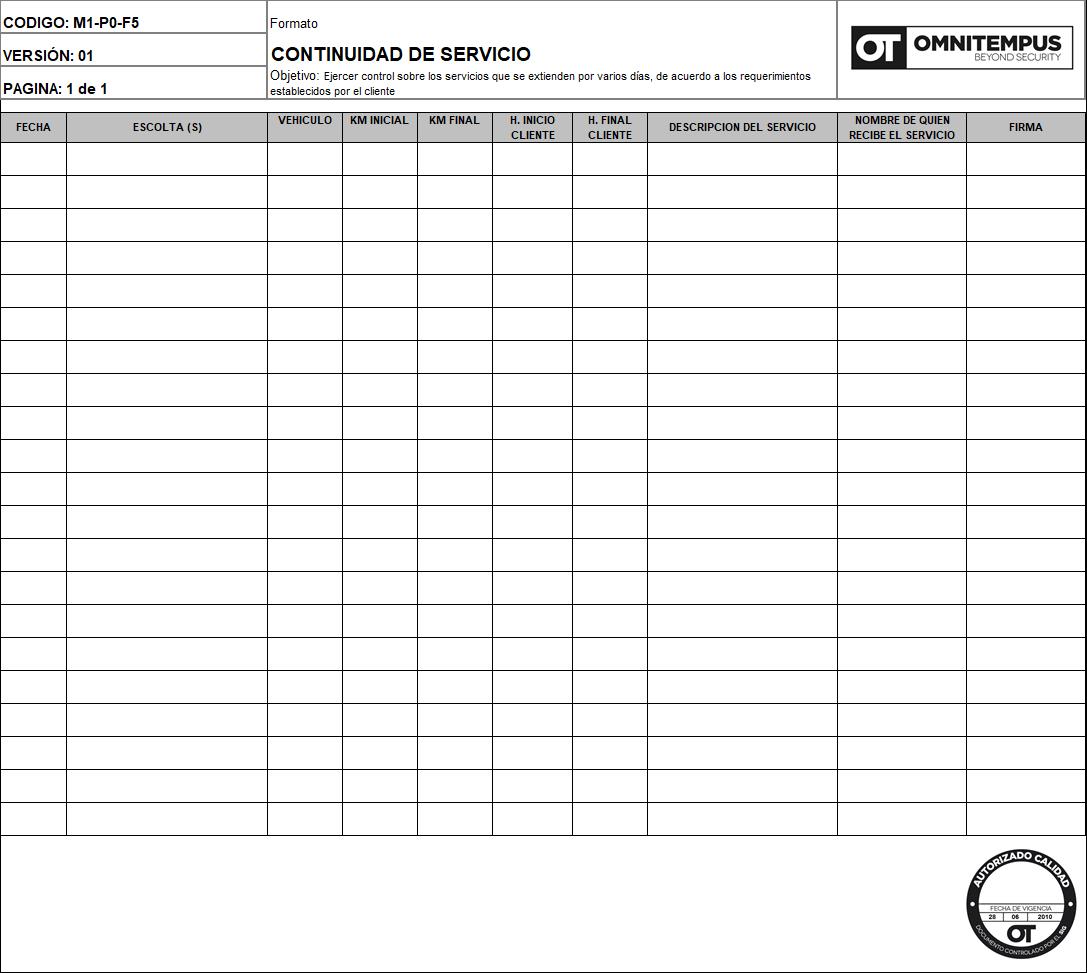 CODIGO: M1-P0-F5
VERSIÓN: 01
PAGINA: 1 de 1
Formato
CONTINUIDAD DE SERVICIO
Objetivo: Ejercer control sobre los servicios que se extienden por varios días, de acuerdo a los requerimientos
establecidos por el cliente
OT OMNITEMPUS
BEYOND SECURITY
FECHA
ESCOLTA (S)
VEHICULO
KM INICIAL
KM FINAL
H. INICIO
CLIENTE
H. FINAL
CLIENTE
DESCRIPCION DEL SERVICIO
NOMBRE DE QUIEN
RECIBE EL SERVICIO
FIRMA
AUTORIZADO CALIDAD
FECHA DE VIGENCIA
28 06 2010
OT
DOCUMENTO CONTROLADO POR EL SIG